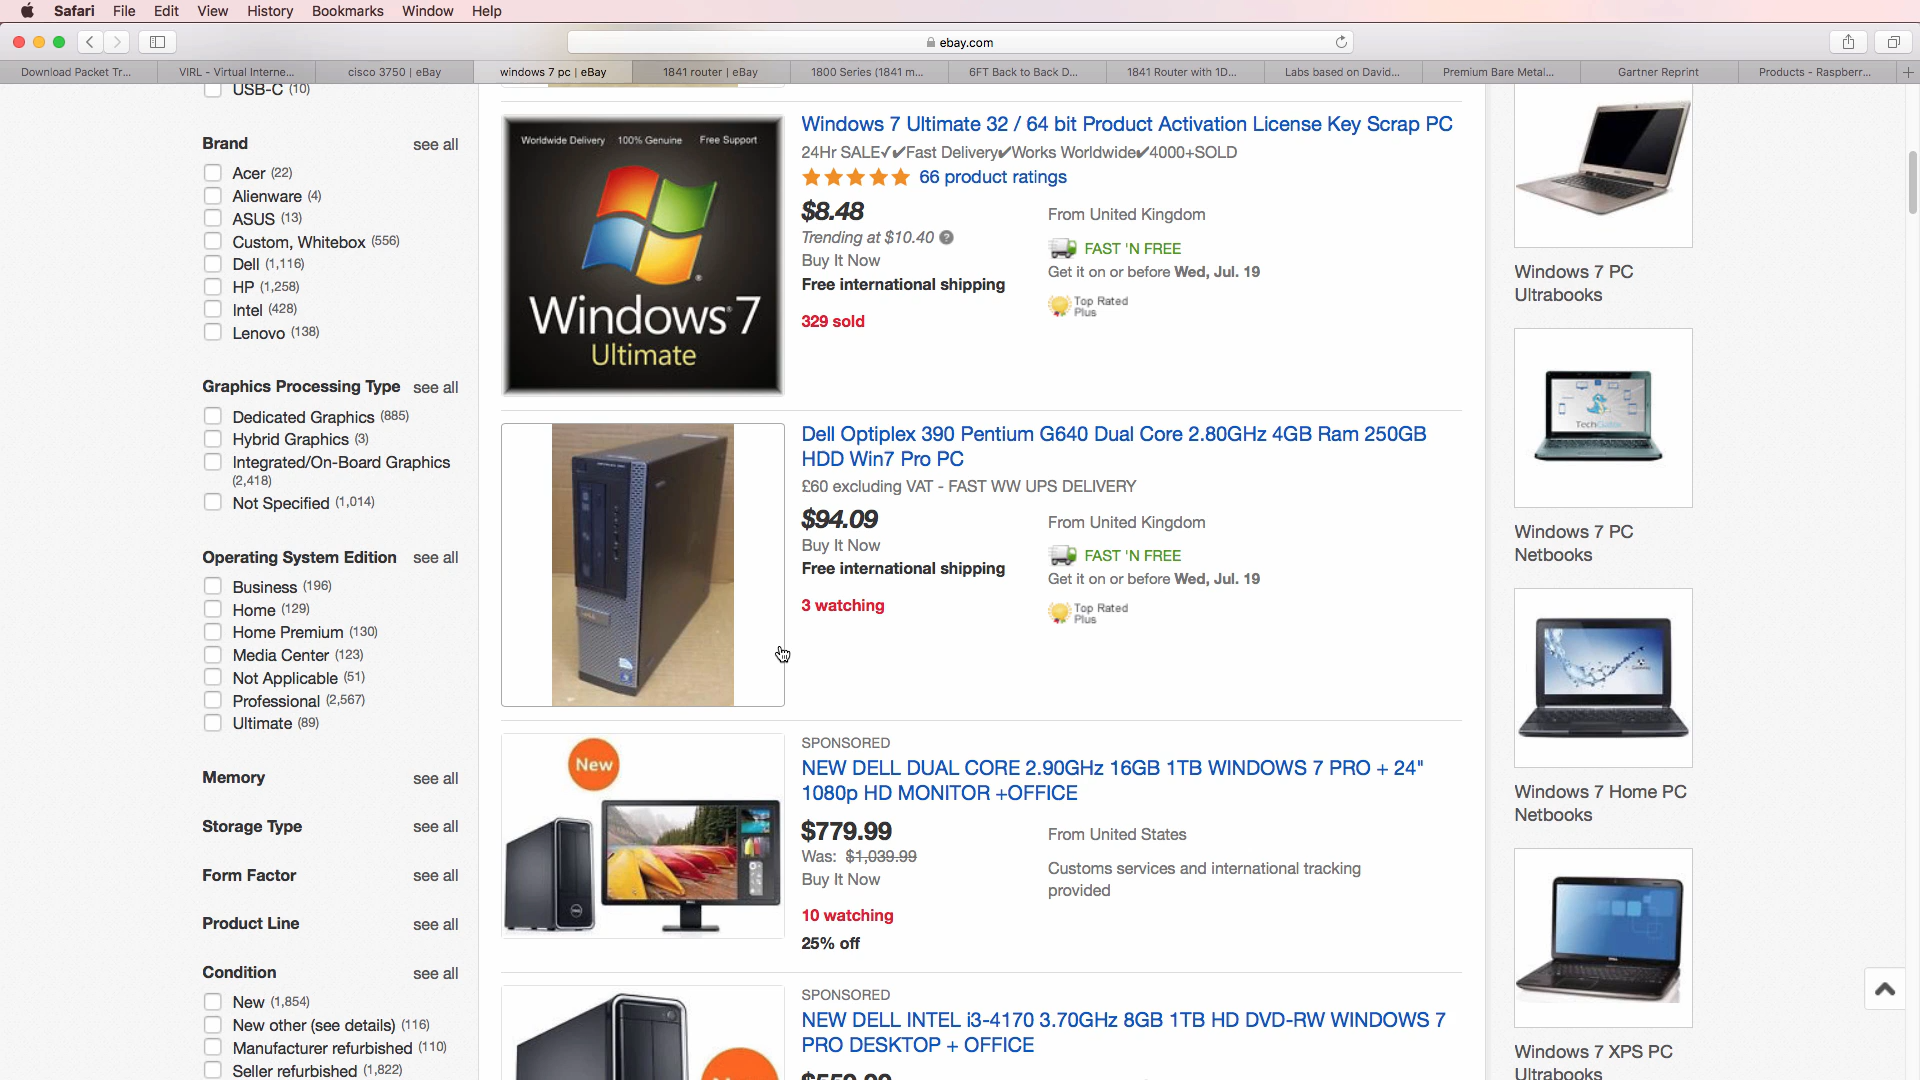 Safari File Edit View History Bookmarks Window Help
ebay.com
Download Packet Tr... VIRL - Virtual Interne... cisco 3750 | eBay windows 7 pc | eBay 1841 router | eBay 1800 Series (1841 m... 6FT Back to Back D... 1841 Router with 1D... Labs based on David... Premium Bare Metal... Gartner Reprint Products - Raspberr...
USB-C (10)
Brand see all
Acer (22)
Alienware (4)
ASUS (13)
Custom, Whitebox (556)
Dell (1,116)
HP (1,258)
Intel (428)
Lenovo (138)
Graphics Processing Type see all
Dedicated Graphics (885)
Hybrid Graphics (3)
Integrated/On-Board Graphics
(2,418)
Not Specified (1,014)
Operating System Edition see all
Business (196)
Home (129)
Home Premium (130)
Media Center (123)
Not Applicable (51)
Professional (2,567)
Ultimate (89)
Memory see all
Storage Type see all
Form Factor see all
Product Line see all
Condition see all
New (1,854)
New other (see details) (116)
Manufacturer refurbished (110)
Seller refurbished (1,822)
Worldwide Delivery 100% Genuine Free Support
Windows 7
Ultimate
Windows 7 Ultimate 32 / 64 bit Product Activation License Key Scrap PC
24Hr SALE✓✔Fast Delivery✔Works Worldwide✔4000+SOLD
66 product ratings
$8.48
Trending at $10.40
Buy It Now
Free international shipping
329 sold
From United Kingdom
FAST 'N FREE
Get it on or before Wed, Jul. 19
Top Rated
Plus
Dell Optiplex 390 Pentium G640 Dual Core 2.80GHz 4GB Ram 250GB
HDD Win7 Pro PC
£60 excluding VAT - FAST WW UPS DELIVERY
$94.09
Buy It Now
Free international shipping
3 watching
From United Kingdom
FAST 'N FREE
Get it on or before Wed, Jul. 19
Top Rated
Plus
New
SPONSORED
NEW DELL DUAL CORE 2.90GHz 16GB 1TB WINDOWS 7 PRO + 24"
1080p HD MONITOR +OFFICE
$779.99
Was: $1,039.99
Buy It Now
10 watching
25% off
From United States
Customs services and international tracking
provided
SPONSORED
NEW DELL INTEL i3-4170 3.70GHz 8GB 1TB HD DVD-RW WINDOWS 7
PRO DESKTOP + OFFICE
Windows 7 PC
Ultrabooks
Windows 7 PC
Netbooks
Windows 7 Home PC
Netbooks
Windows 7 XPS PC
Ultrabooks